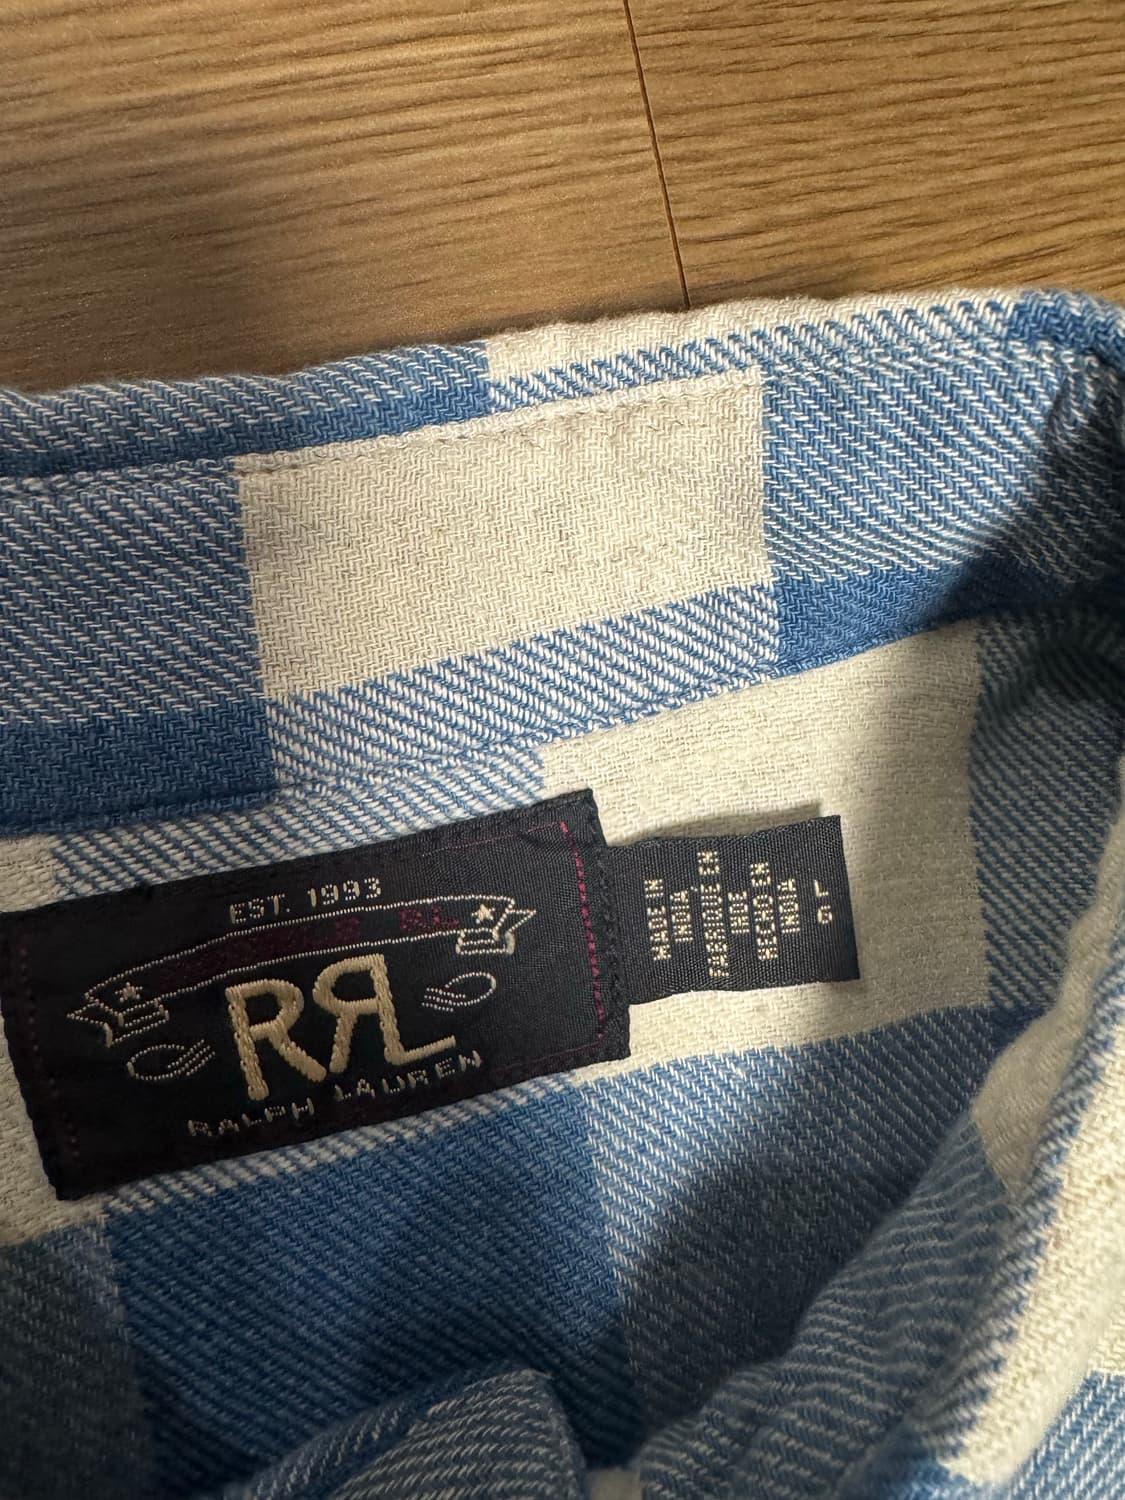 EST. 1993
RRL
RALPH LAUREN
MADE IN
INDIA
FABRIQUÉ EN
INDE
HECHO EN
INDIA
L